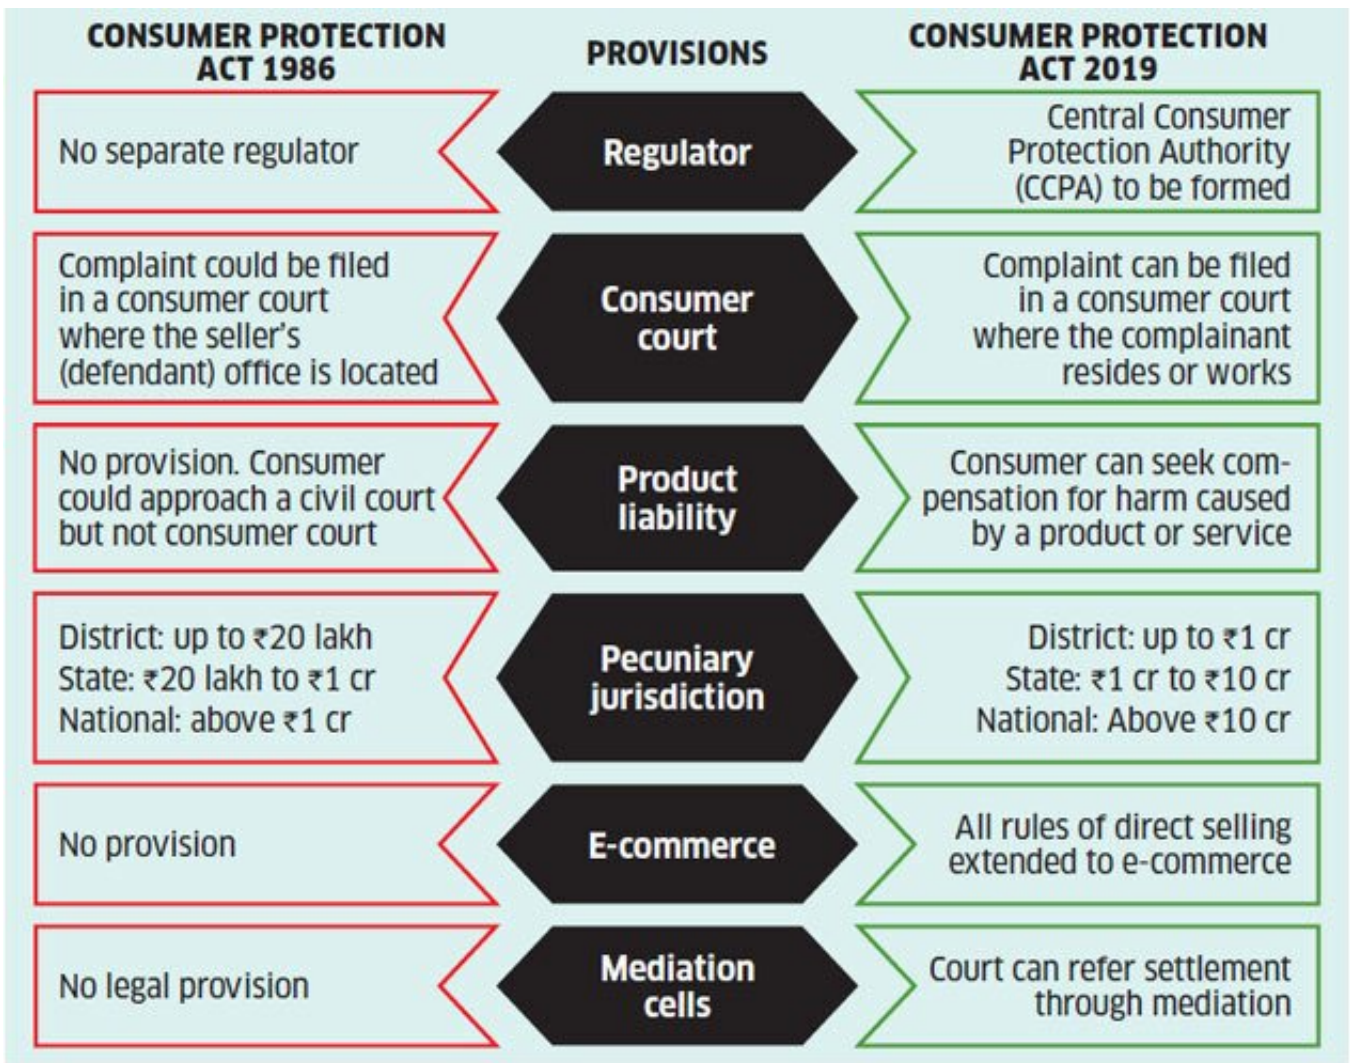 CONSUMER PROTECTION
ACT 1986
PROVISIONS
CONSUMER PROTECTION
ACT 2019
No separate regulator
Regulator
Central Consumer
Protection Authority
(CCPA) to be formed
Complaint could be filed
in a consumer court
where the seller's
(defendant) office is located
Consumer
court
Complaint can be filed
in a consumer court
where the complainant
resides or works
No provision. Consumer
could approach a civil court
but not consumer court
Product
liability
Consumer can seek com-
pensation for harm caused
by a product or service
District: up to ₹20 lakh
State: ₹20 lakh to ₹1 cr
National: above ₹1 cr
Pecuniary
jurisdiction
District: up to ₹1 cr
State: ₹1 cr to ₹10 cr
National: Above ₹10 cr
No provision
E-commerce
All rules of direct selling
extended to e-commerce
No legal provision
Mediation
cells
Court can refer settlement
through mediation